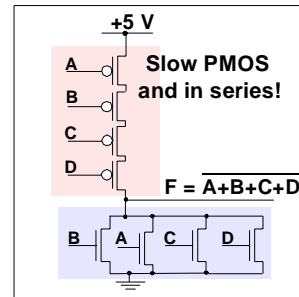 +5 V
A
Slow PMOS
B
and in series!
C
D
F = A+B+C+D
B
A
C
D